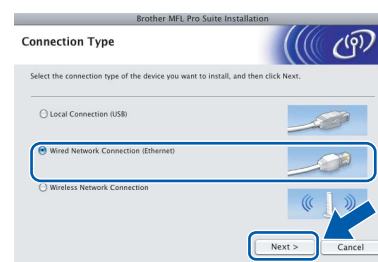 Brother MFL Pro Suite Installation
Connection Type
Select the connection type of the device you want to install, and then click Next.
Local Connection (USB)
Wired Network Connection (Ethernet)
Wireless Network Connection
Next >
Cancel